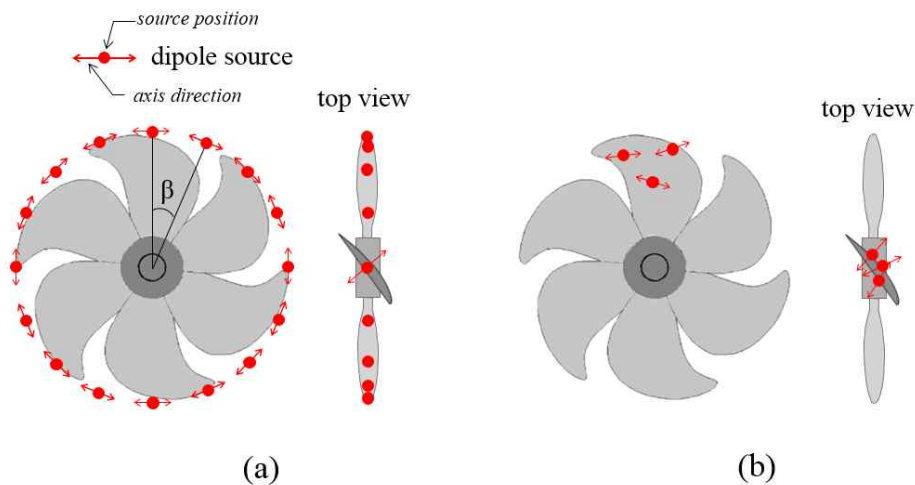 source position
dipole source
axis direction
top view
β
(a)
top view
(b)